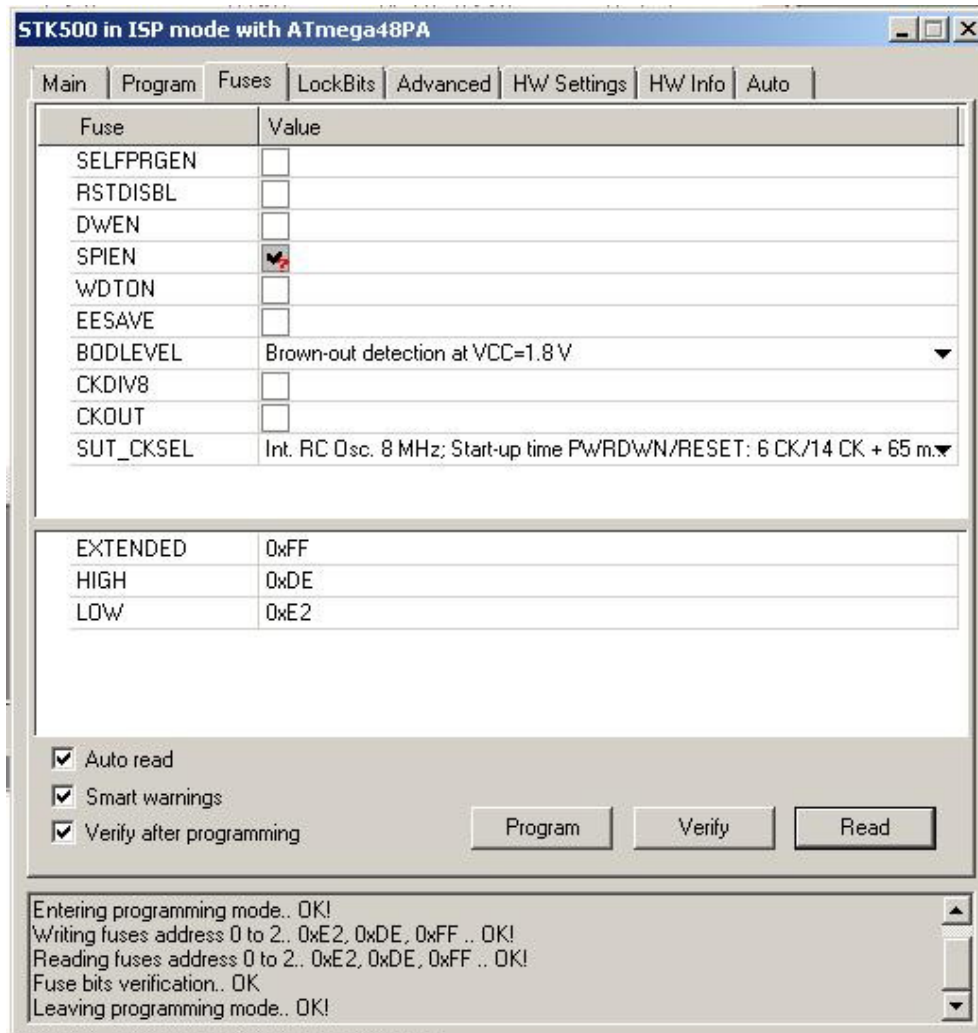 STK500 in ISP mode with ATmega48PA
Main Program Fuses LockBits Advanced HW Settings HW Info Auto
Fuse Value
SELFPRGEN
RSTDISBL
DWEN
SPIEN
WDTON
EESAVE
BODLEVEL Brown-out detection at VCC=1.8 V
CKDIV8
CKOUT
SUT_CKSEL Int. RC Osc. 8 MHz; Start-up time PWRDWN/RESET: 6 CK/14 CK + 65 m...
EXTENDED 0xFF
HIGH 0xDE
LOW 0xE2
Auto read
Smart warnings
Verify after programming
Program Verify Read
Entering programming mode.. OK!
Writing fuses address 0 to 2.. 0xE2, 0xDE, 0xFF .. OK!
Reading fuses address 0 to 2.. 0xE2, 0xDE, 0xFF .. OK!
Fuse bits verification.. OK
Leaving programming mode.. OK!